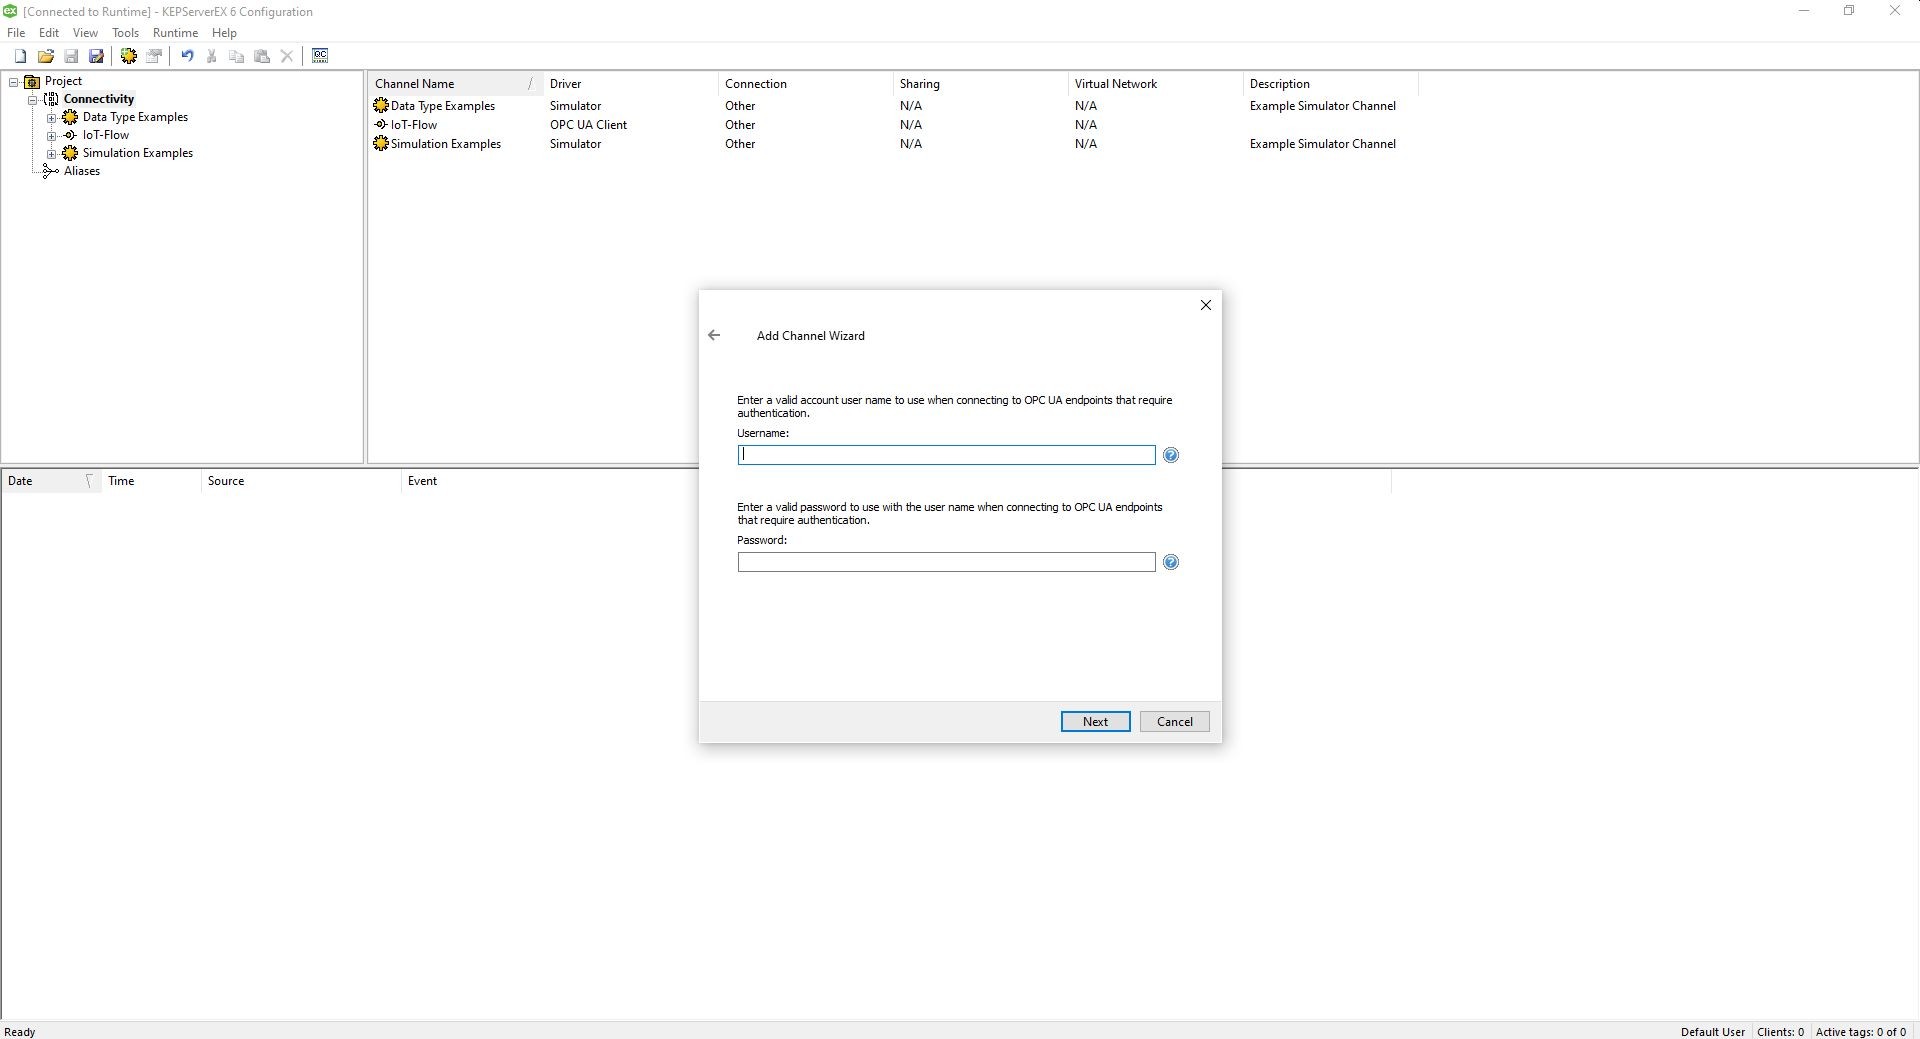 [Connected to Runtime] - KEPServerEX 6 Configuration
File Edit View Tools Runtime Help
Project
Connectivity
Data Type Examples
IoT-Flow
Simulation Examples
Aliases
Channel Name / Driver Connection Sharing Virtual Network Description
Data Type Examples Simulator Other N/A N/A Example Simulator Channel
IoT-Flow OPC UA Client Other N/A N/A
Simulation Examples Simulator Other N/A N/A Example Simulator Channel
Add Channel Wizard
Enter a valid account user name to use when connecting to OPC UA endpoints that require
authentication.
Username:
Enter a valid password to use with the user name when connecting to OPC UA endpoints
that require authentication.
Password:
Next Cancel
Date Time Source Event
Ready Default User Clients: 0 Active tags: 0 of 0